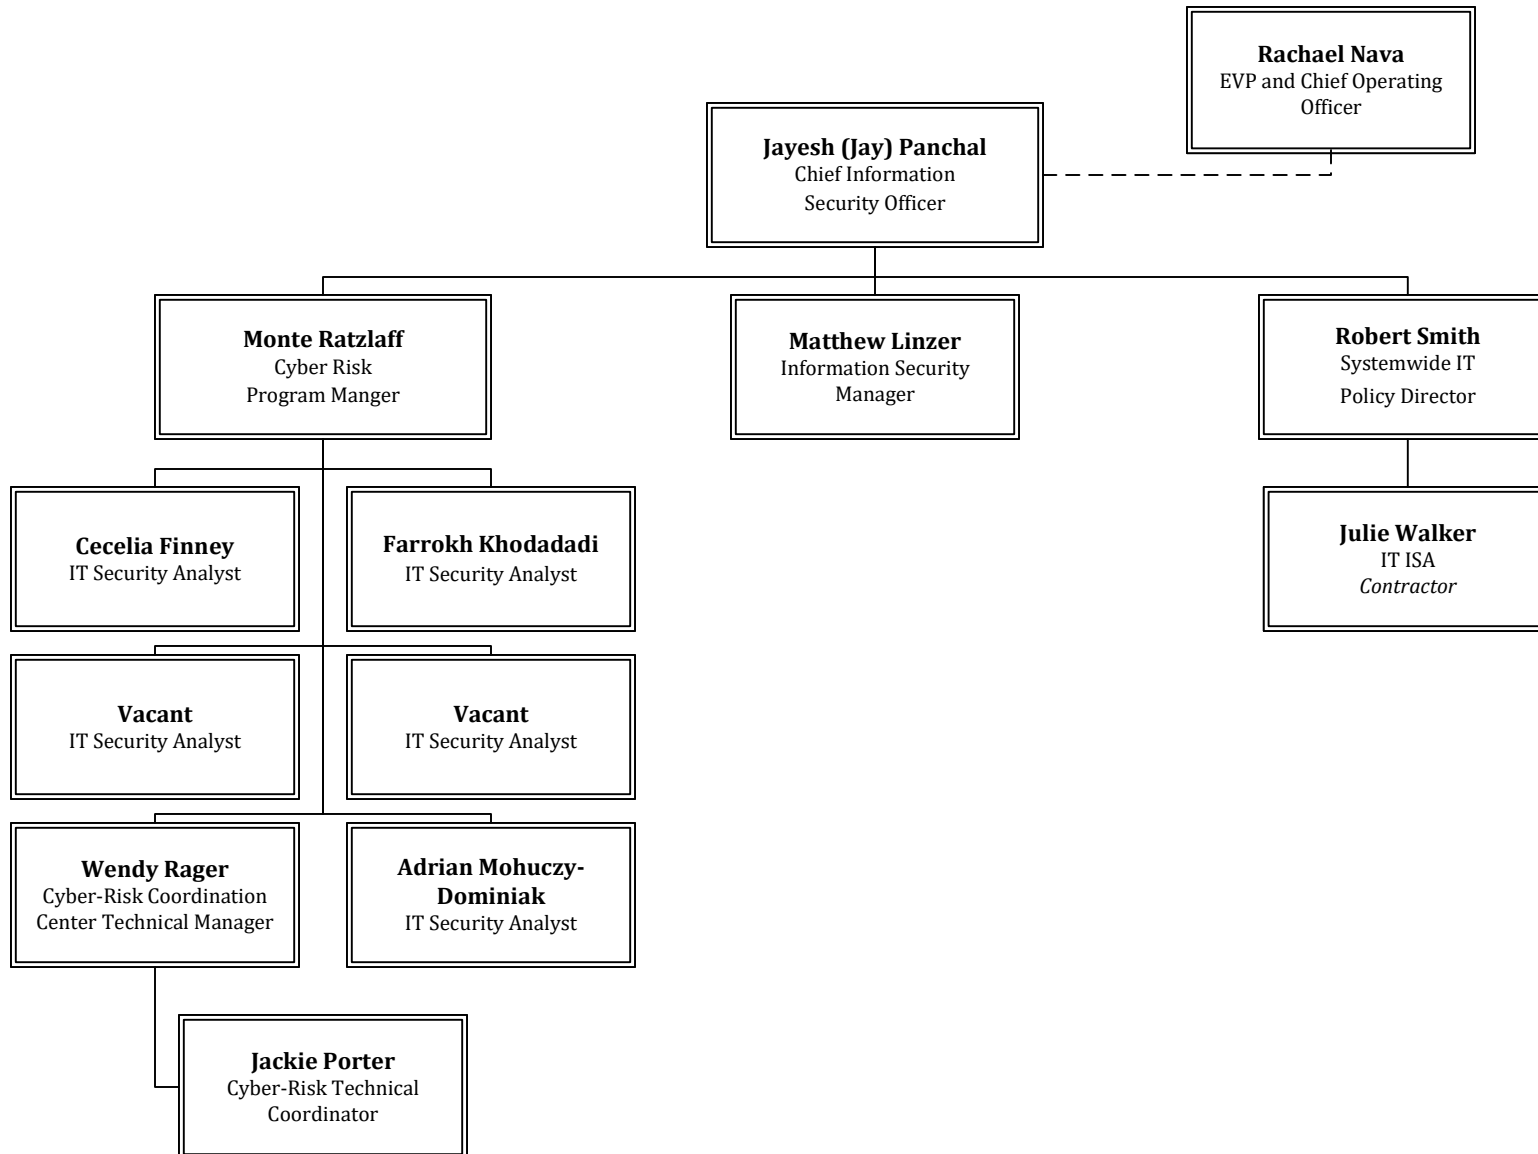 Rachael Nava
EVP and Chief Operating
Officer
Jayesh (Jay) Panchal
Chief Information
Security Officer
Monte Ratzlaff
Cyber Risk
Program Manger
Matthew Linzer
Information Security
Manager
Robert Smith
Systemwide IT
Policy Director
Cecelia Finney
IT Security Analyst
Farrokh Khodadadi
IT Security Analyst
Julie Walker
IT ISA
Contractor
Vacant
IT Security Analyst
Vacant
IT Security Analyst
Wendy Rager
Cyber-Risk Coordination
Center Technical Manager
Adrian Mohuczy-
Dominiak
IT Security Analyst
Jackie Porter
Cyber-Risk Technical
Coordinator